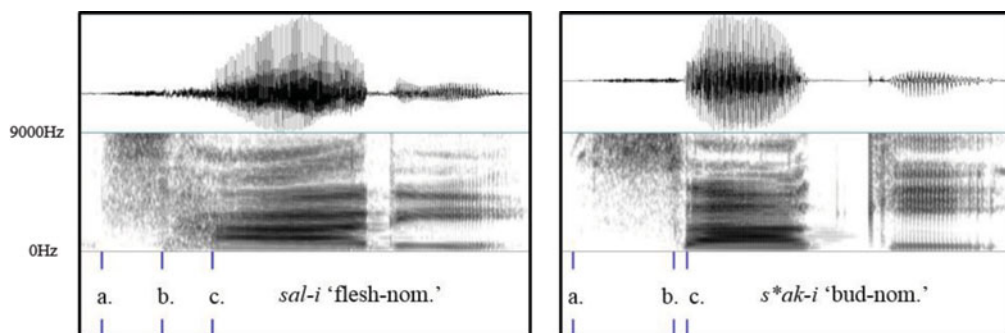 9000Hz
0Hz
a. b. c. sal-i ‘flesh-nom.’
a. b. c. s*ak-i ‘bud-nom.’